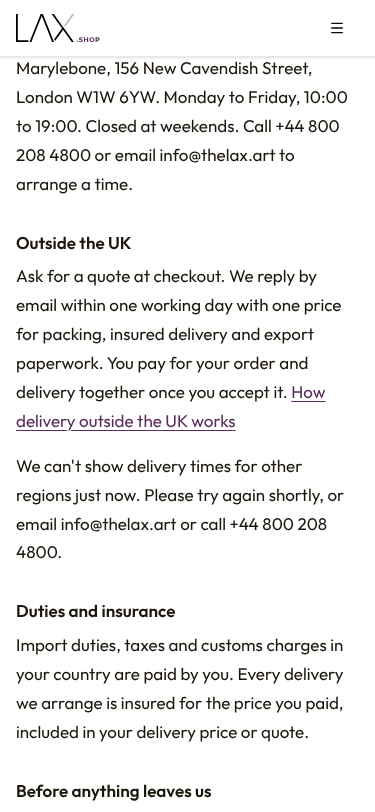 LAX.SHOP
Marylebone, 156 New Cavendish Street,
London W1W 6YW. Monday to Friday, 10:00
to 19:00. Closed at weekends. Call +44 800
208 4800 or email info@thelax.art to
arrange a time.
Outside the UK
Ask for a quote at checkout. We reply by
email within one working day with one price
for packing, insured delivery and export
paperwork. You pay for your order and
delivery together once you accept it. How
delivery outside the UK works
We can't show delivery times for other
regions just now. Please try again shortly, or
email info@thelax.art or call +44 800 208
4800.
Duties and insurance
Import duties, taxes and customs charges in
your country are paid by you. Every delivery
we arrange is insured for the price you paid,
included in your delivery price or quote.
Before anything leaves us